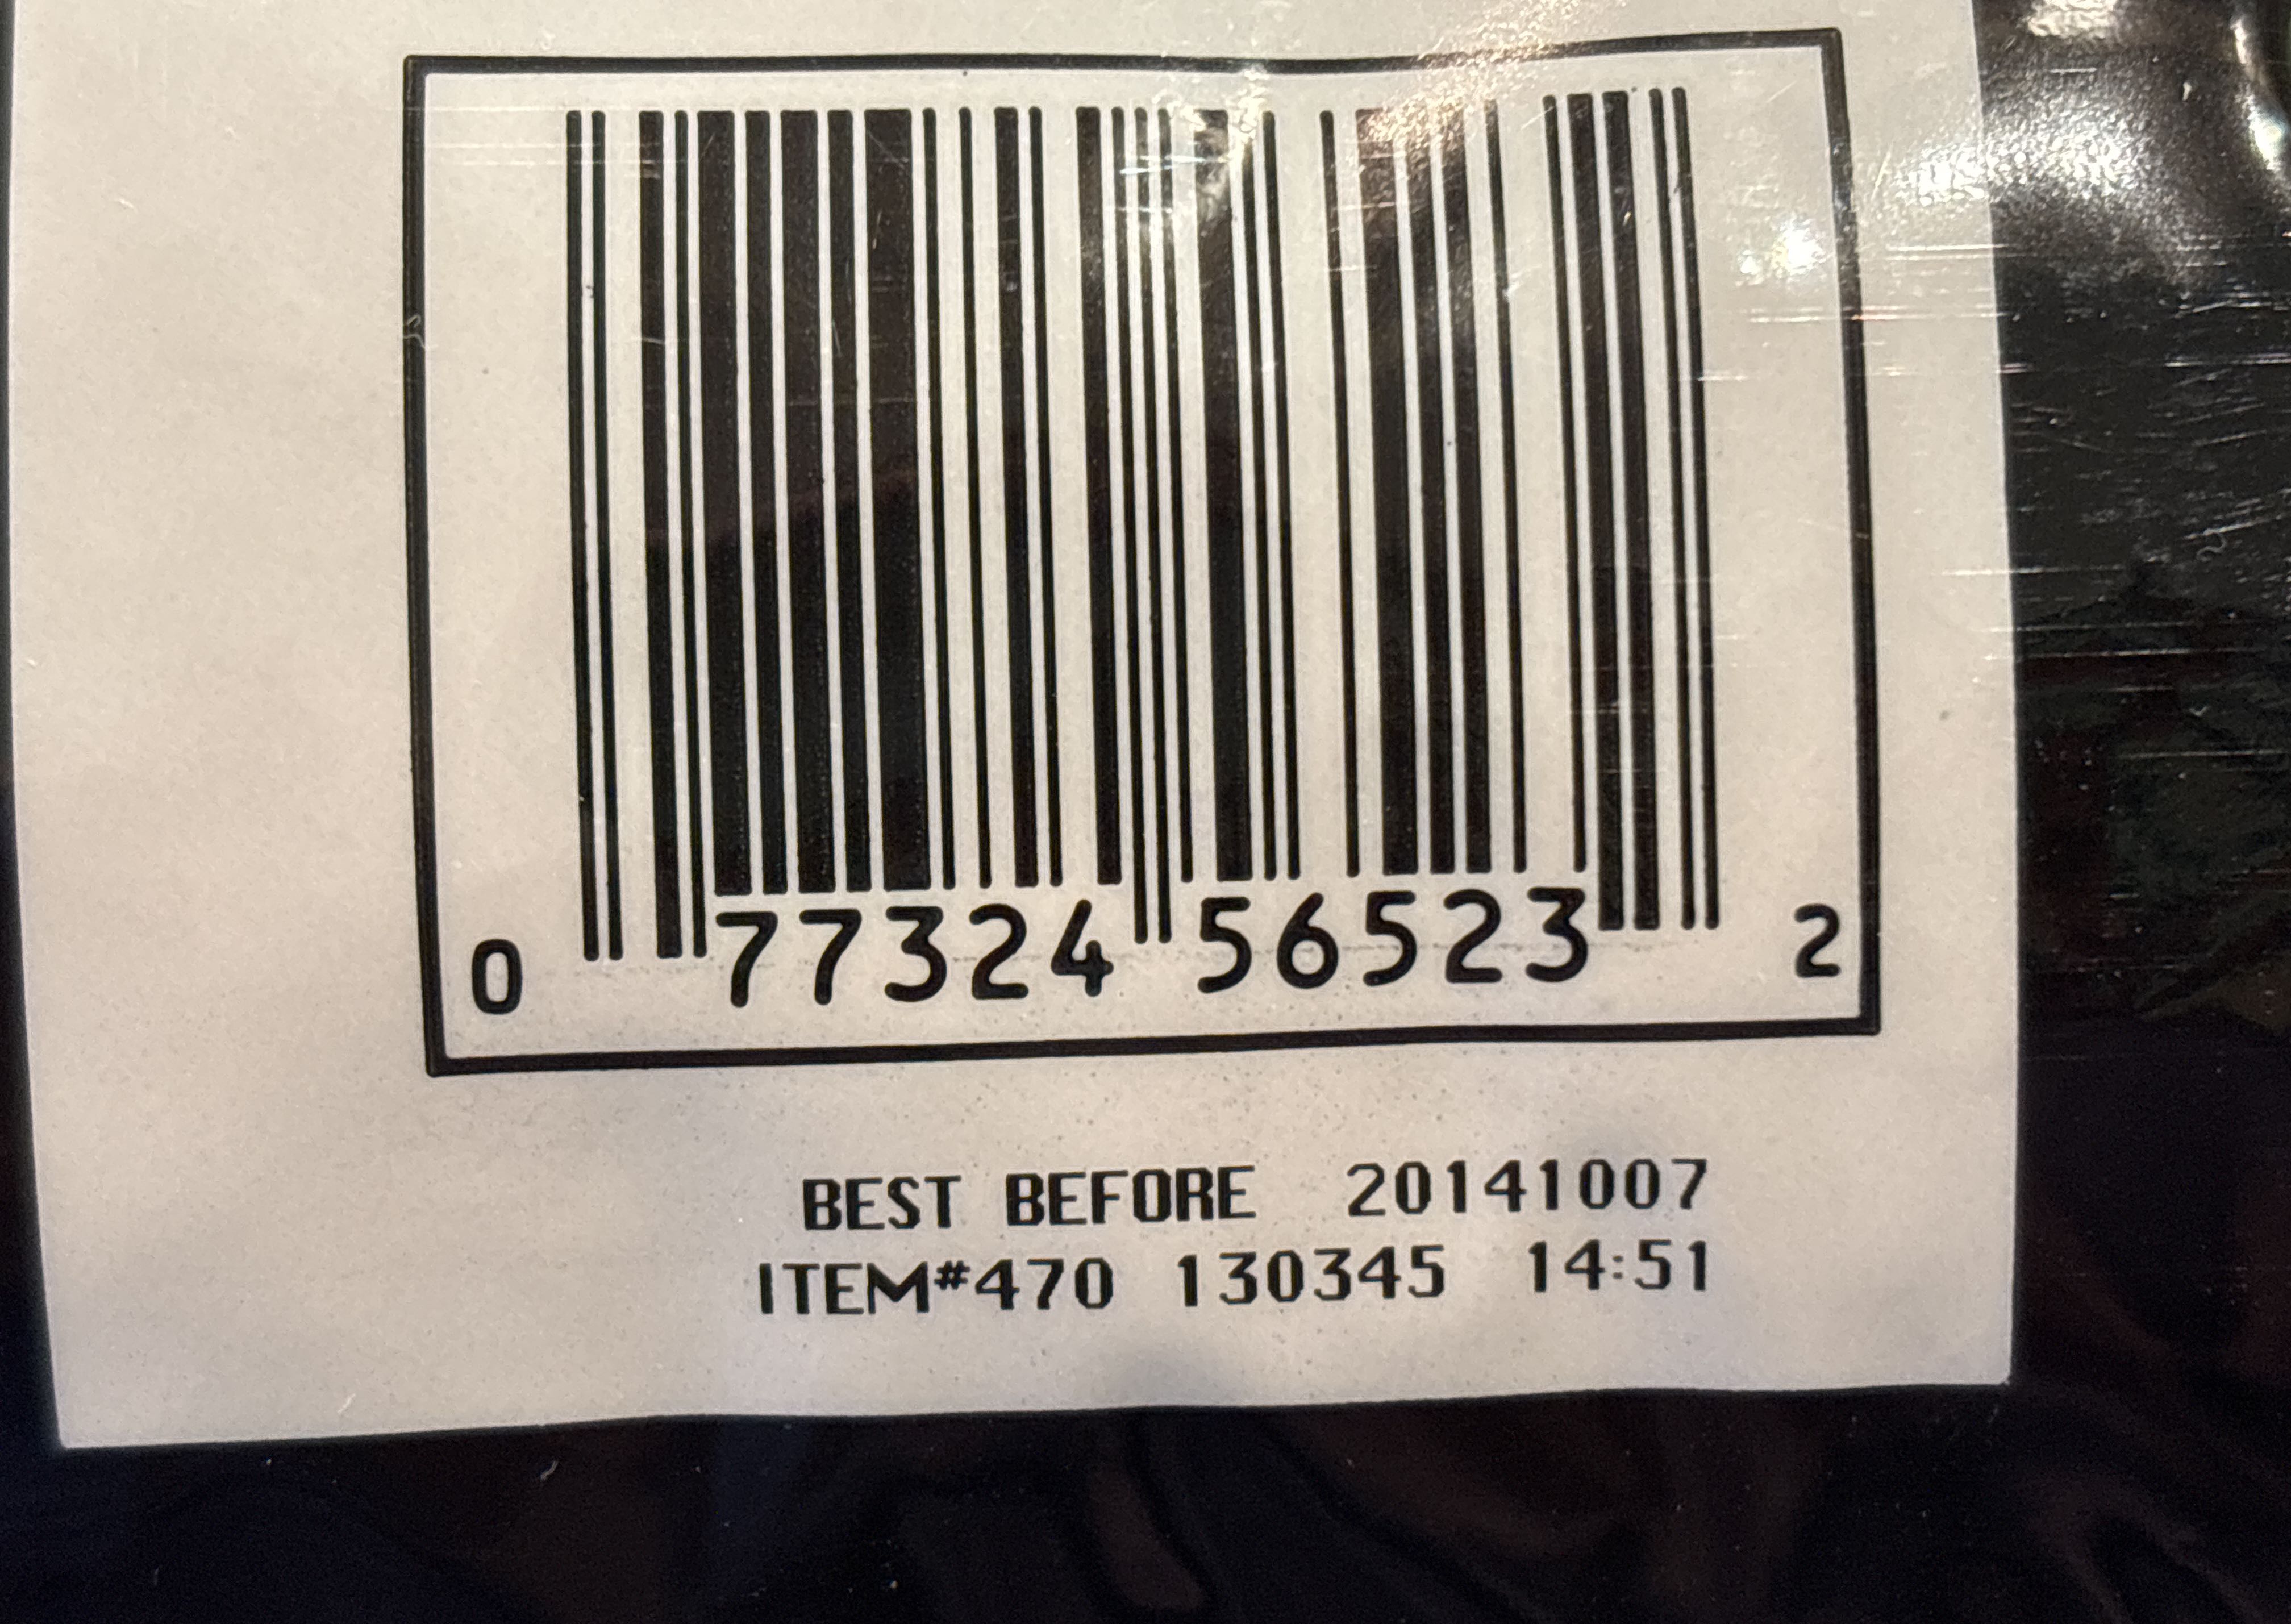 0 77324 56523 2
BEST BEFORE 20141007
ITEM#470 130345 14:51